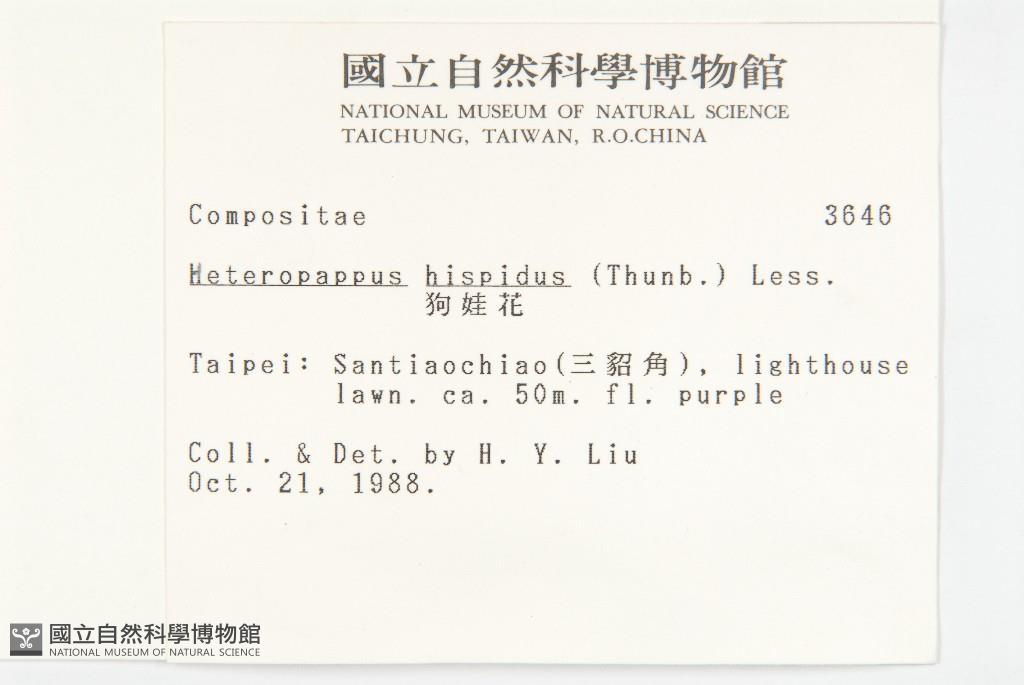 國立自然科學博物館
NATIONAL MUSEUM OF NATURAL SCIENCE
TAICHUNG, TAIWAN, R.O.CHINA
Compositae 3646
Heteropappus hispidus (Thunb.) Less.
狗娃花
Taipei: Santiaochiao(三貂角), lighthouse
lawn. ca. 50m. fl. purple
Coll. & Det. by H. Y. Liu
Oct. 21, 1988.
國立自然科學博物館
NATIONAL MUSEUM OF NATURAL SCIENCE